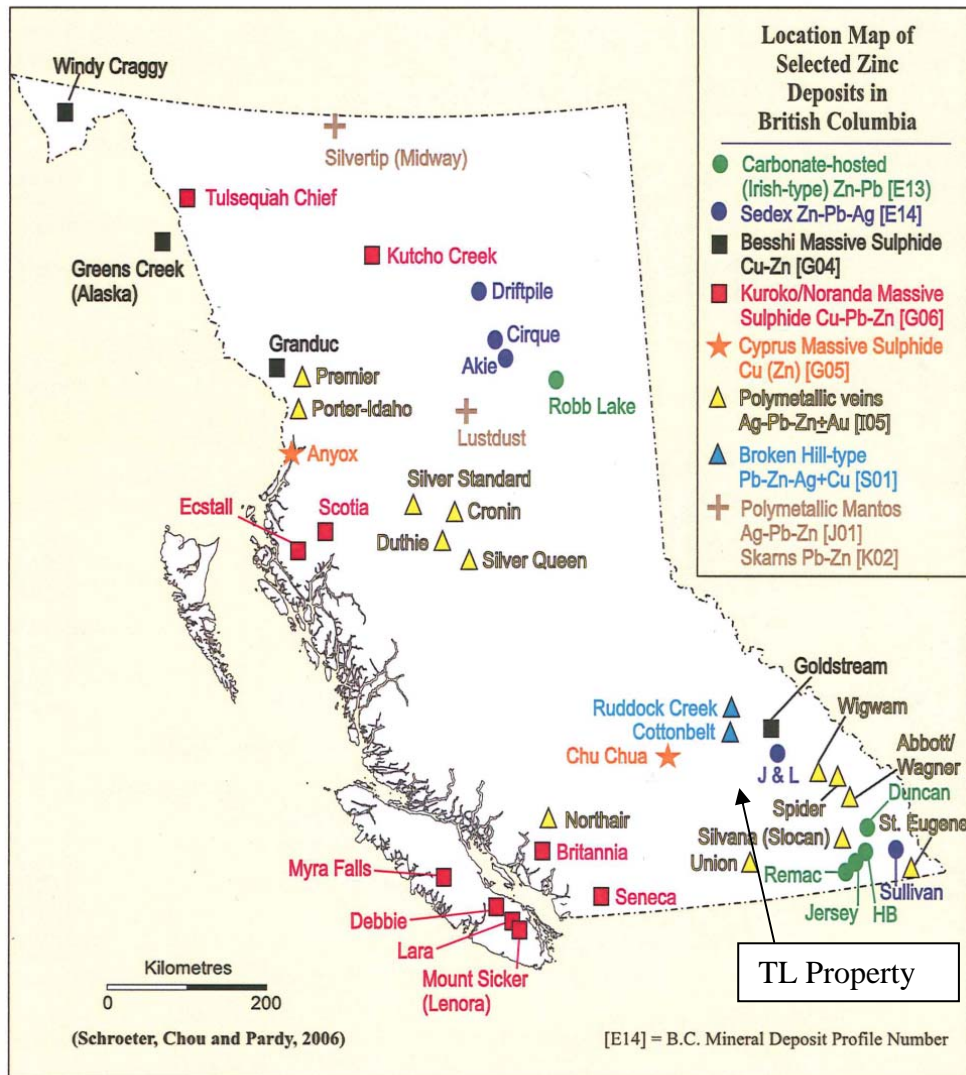 Location Map of
Selected Zinc
Deposits in
British Columbia
Carbonate-hosted
(Irish-type) Zn-Pb [E13)
Sedex Zn-Pb-Ag [E14]
Besshi Massive Sulphide
Cu-Zn [G04]
Kuroko/Noranda Massive
Sulphide Cu-Pb-Zn [G06]
Cyprus Massive Sulphide
Cu (Zn) [G05]
Polymetallic veins
Ag-Pb-Zn±Au [I05]
Broken Hill-type
Pb-Zn-Ag+Cu [S01]
Polymetallic Mantos
Ag-Pb-Zn [J01]
Skarns Pb-Zn [K02]
Windy Craggy
Silvertip (Midway)
Tulsequah Chief
Greens Creek
(Alaska)
Kutcho Creek
Driftpile
Cirque
Akie
Granduc
Premier
Porter-Idaho
Robb Lake
Lustdust
Anyox
Silver Standard
Ecstall
Scotia
Cronin
Duthie
Silver Queen
Goldstream
Ruddock Creek
Cottonbelt
Wigwam
Chu Chua
J & L
Abbott/
Wagner
Spider
Duncan
Northair
Silvana (Slocan)
St. Eugene
Britannia
Union
Myra Falls
Remac
Sullivan
Seneca
Debbie
Jersey
HB
Lara
Mount Sicker
(Lenora)
TL Property
Kilometres
0
200
(Schroeter, Chou and Pardy, 2006)
[E14] = B.C. Mineral Deposit Profile Number